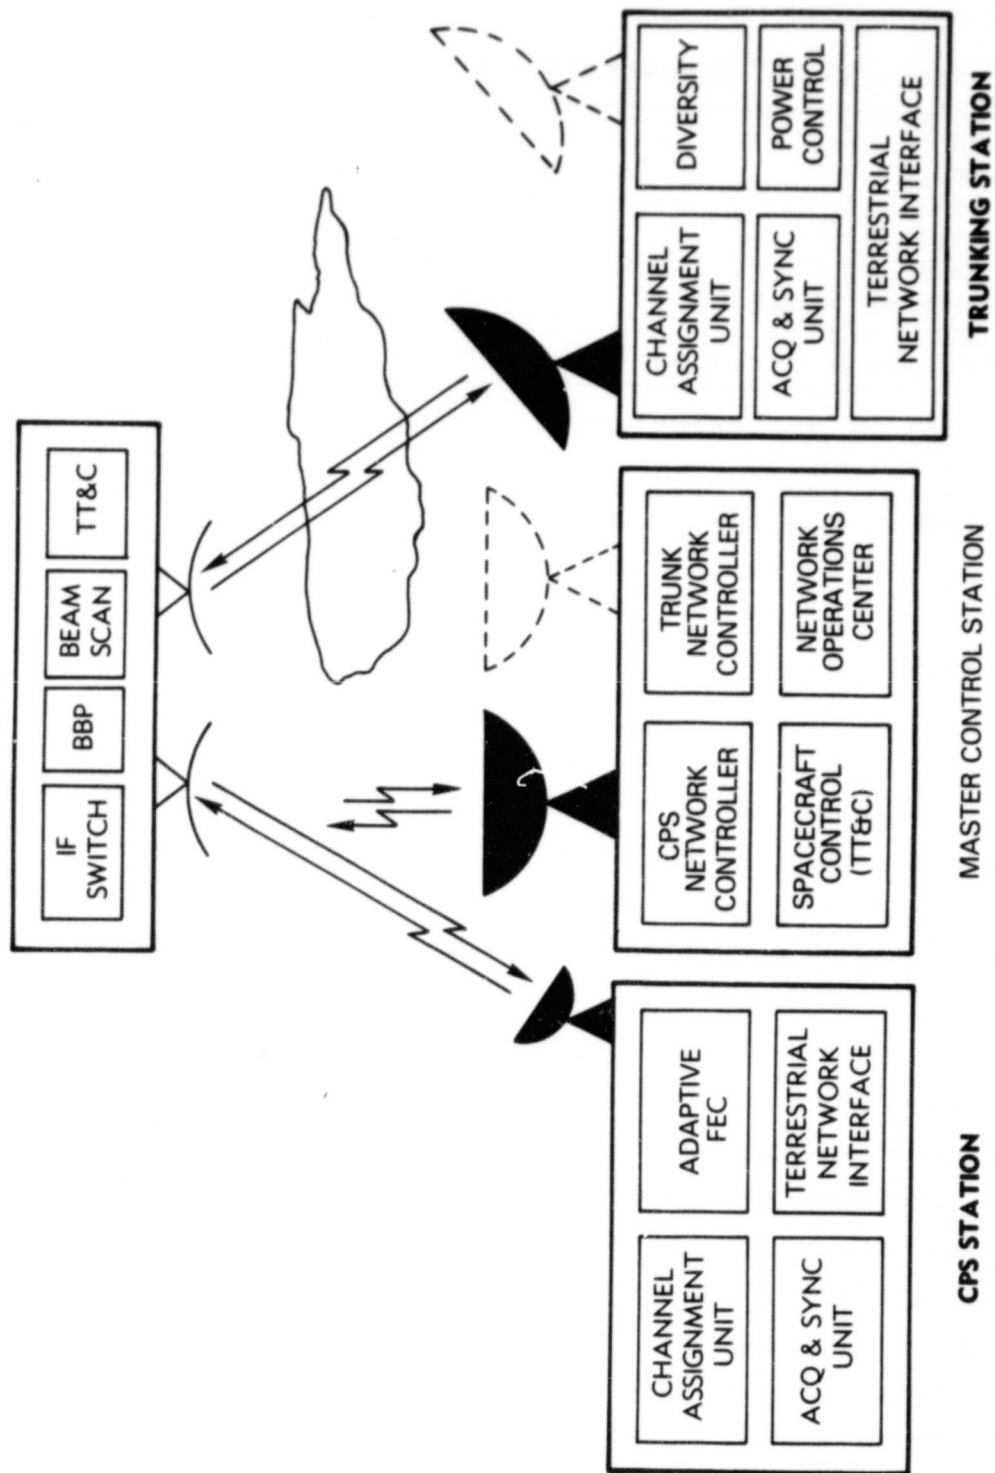 IF
SWITCH
BBP
BEAM
SCAN
TT&C
CHANNEL
ASSIGNMENT
UNIT
ADAPTIVE
FEC
ACQ & SYNC
UNIT
TERRESTRIAL
NETWORK
INTERFACE
CPS STATION
CPS
NETWORK
CONTROLLER
TRUNK
NETWORK
CONTROLLER
SPACECRAFT
CONTROL
(TT&C)
NETWORK
OPERATIONS
CENTER
MASTER CONTROL STATION
CHANNEL
ASSIGNMENT
UNIT
DIVERSITY
ACQ & SYNC
UNIT
POWER
CONTROL
TERRESTRIAL
NETWORK INTERFACE
TRUNKING STATION